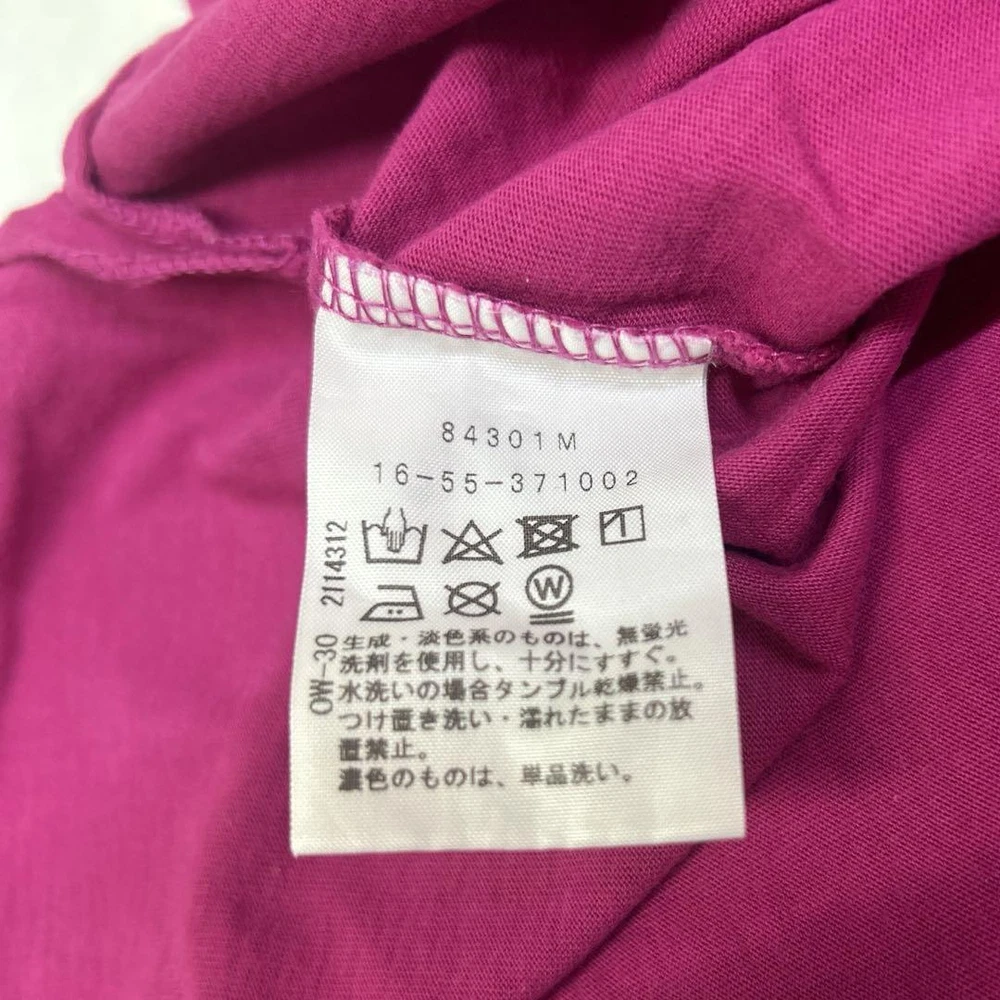 84301M
16-55-371002
W
生成・淡色系のものは、無蛍光
洗剤を使用し、十分にすすぐ。
水洗いの場合タンブル乾燥禁止。
つけ置き洗い・濡れたままの放
置禁止。
濃色のものは、単品洗い。
OW-30 2114312